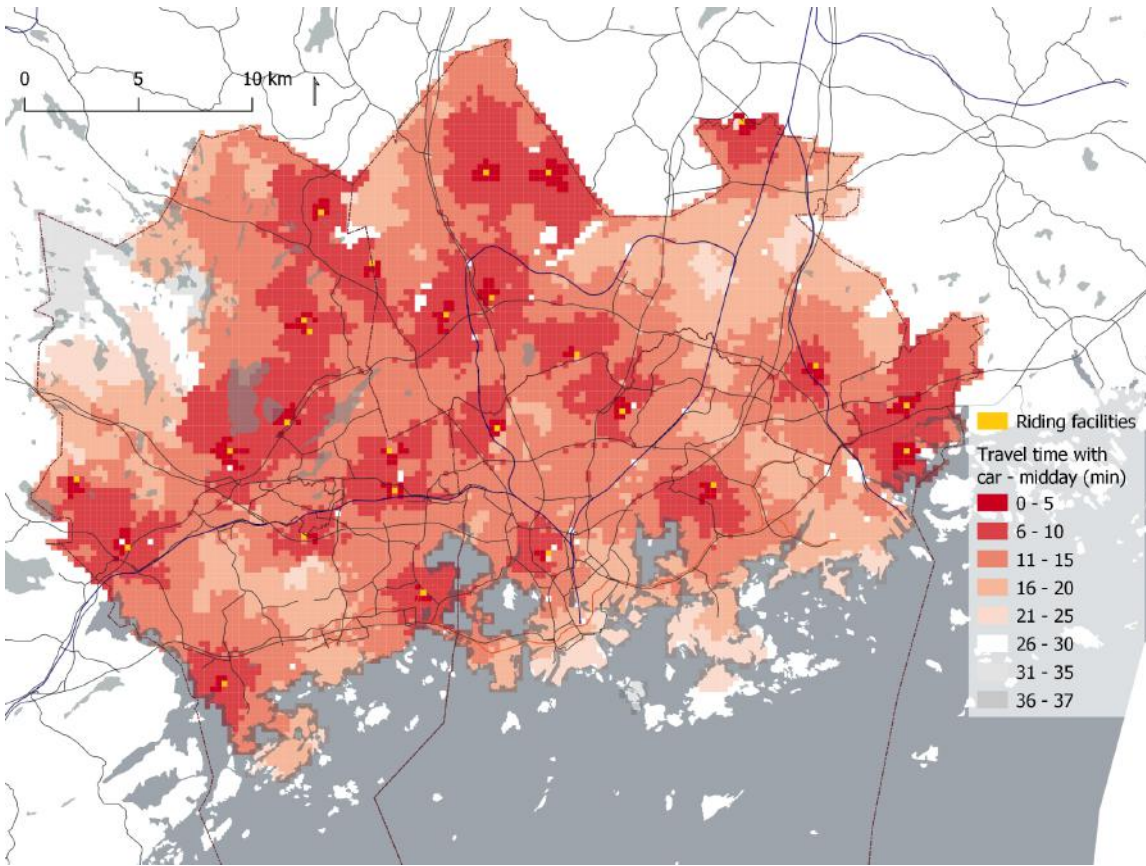 0 5 10 km
Riding facilities
Travel time with
car - midday (min)
0 - 5
6 - 10
11 - 15
16 - 20
21 - 25
26 - 30
31 - 35
36 - 37